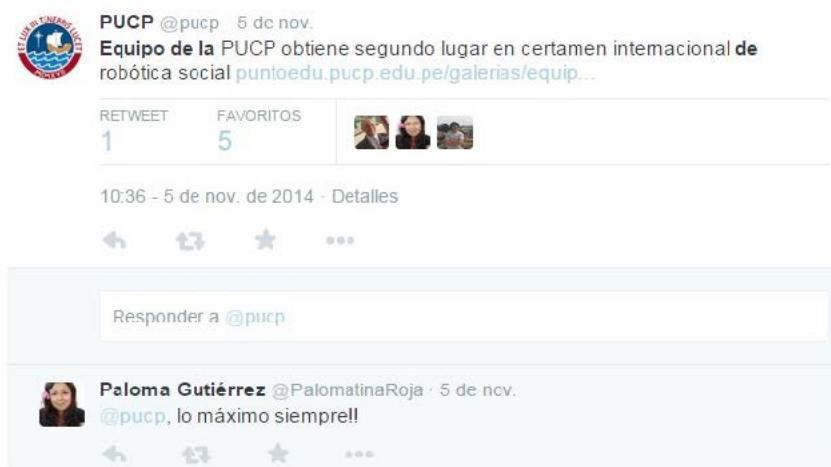 PUCP @pucp · 5 de nov.
Equipo de la PUCP obtiene segundo lugar en certamen internacional de
robótica social puntoedu.pucp.edu.pe/galerias/equip...
RETWEET FAVORITOS
1 5
10:36 - 5 de nov. de 2014 · Detalles
Responder a @pucp
Paloma Gutiérrez @PalomatinaRoja · 5 de nov.
@pucp, lo máximo siempre!!